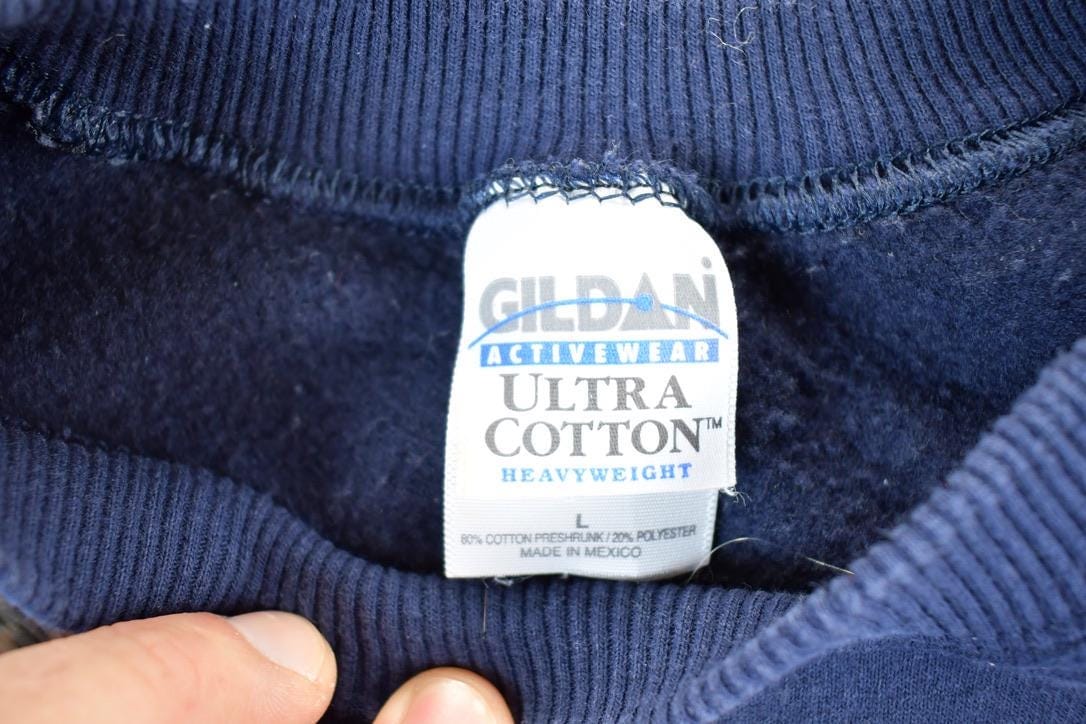 GILDAN
ACTIVEWEAR
ULTRA
COTTON™
HEAVYWEIGHT
L
80% COTTON PRESHRUNK / 20% POLYESTER
MADE IN MEXICO